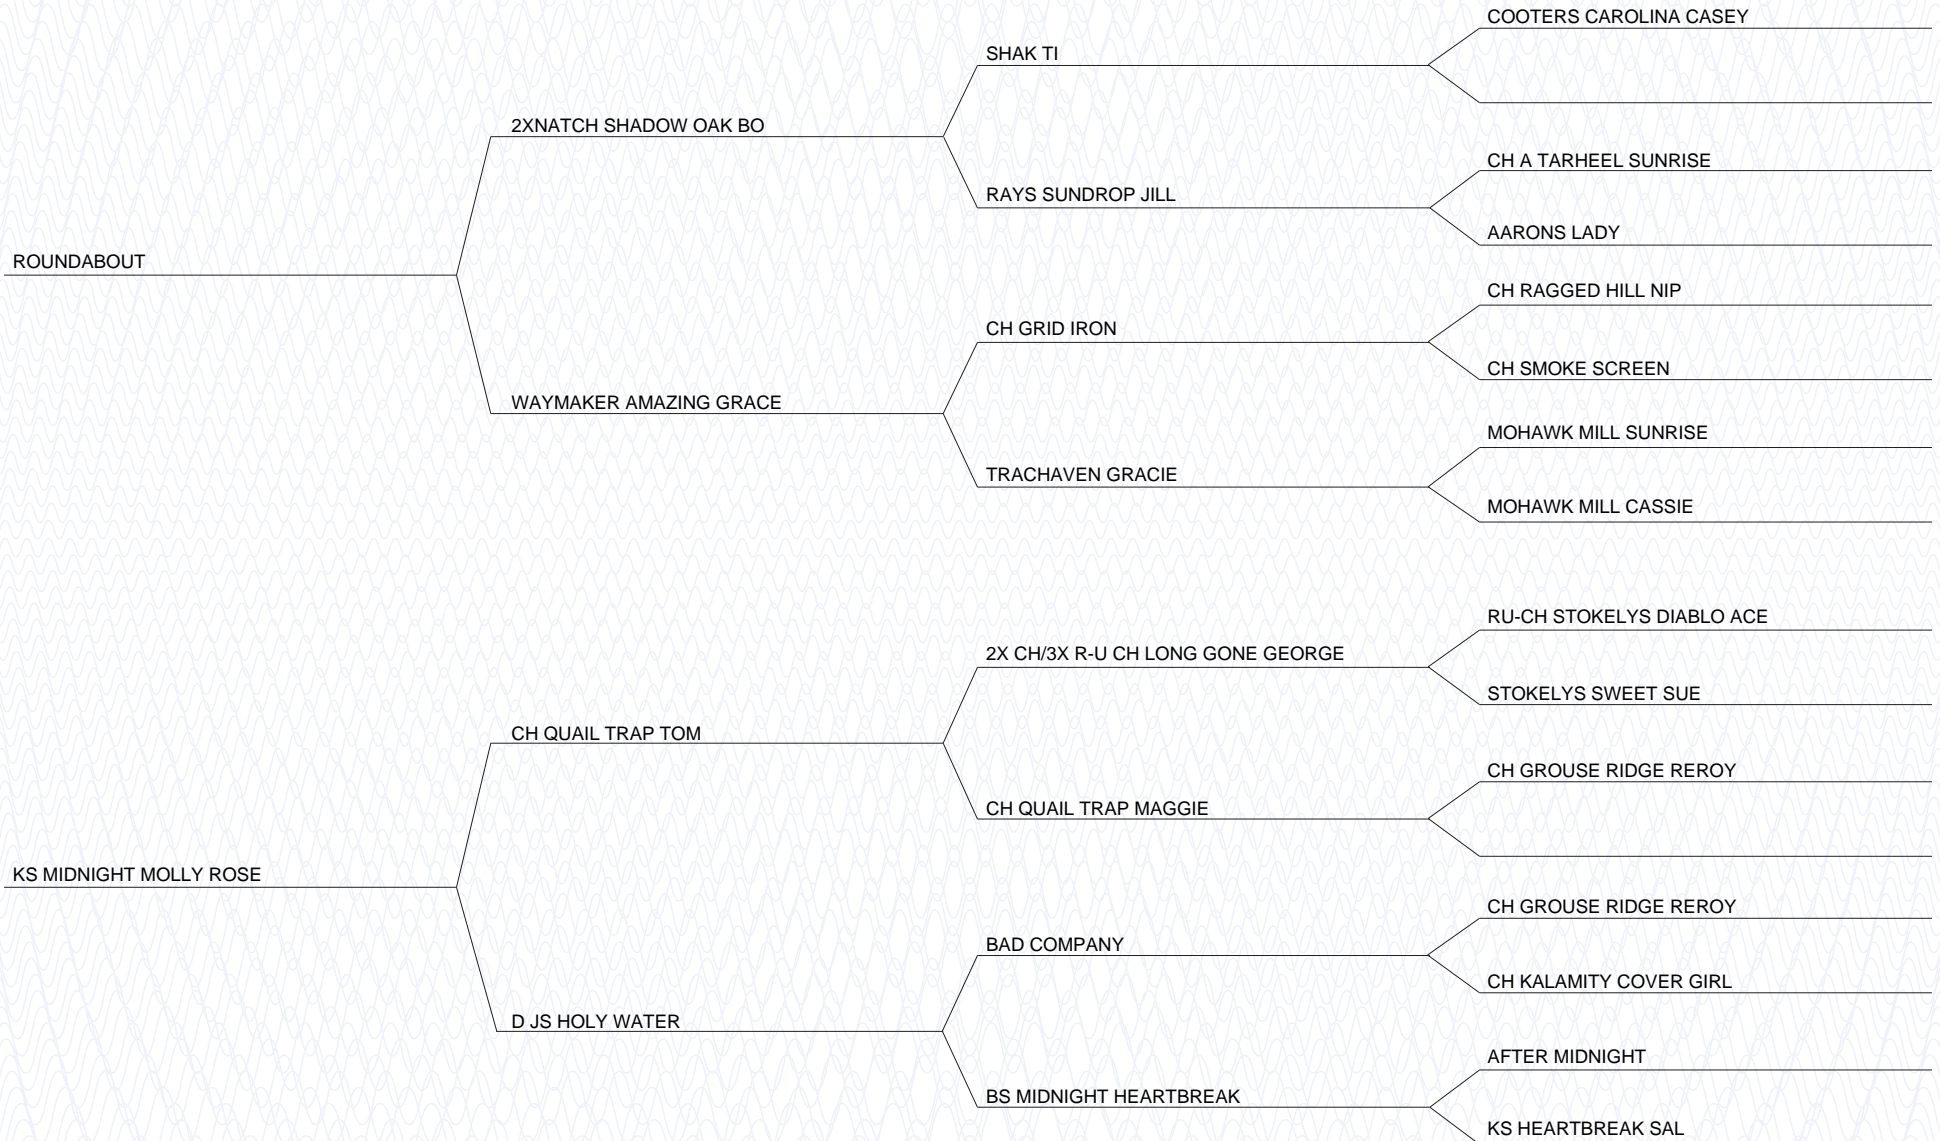 COOTERS CAROLINA CASEY
SHAK TI
2XNATCH SHADOW OAK BO
CH A TARHEEL SUNRISE
RAYS SUNDROP JILL
AARONS LADY
ROUNDABOUT
CH RAGGED HILL NIP
CH GRID IRON
CH SMOKE SCREEN
WAYMAKER AMAZING GRACE
MOHAWK MILL SUNRISE
TRACHAVEN GRACIE
MOHAWK MILL CASSIE
RU-CH STOKELYS DIABLO ACE
2X CH/3X R-U CH LONG GONE GEORGE
STOKELYS SWEET SUE
CH QUAIL TRAP TOM
CH GROUSE RIDGE REROY
CH QUAIL TRAP MAGGIE
KS MIDNIGHT MOLLY ROSE
CH GROUSE RIDGE REROY
BAD COMPANY
CH KALAMITY COVER GIRL
D JS HOLY WATER
AFTER MIDNIGHT
BS MIDNIGHT HEARTBREAK
KS HEARTBREAK SAL